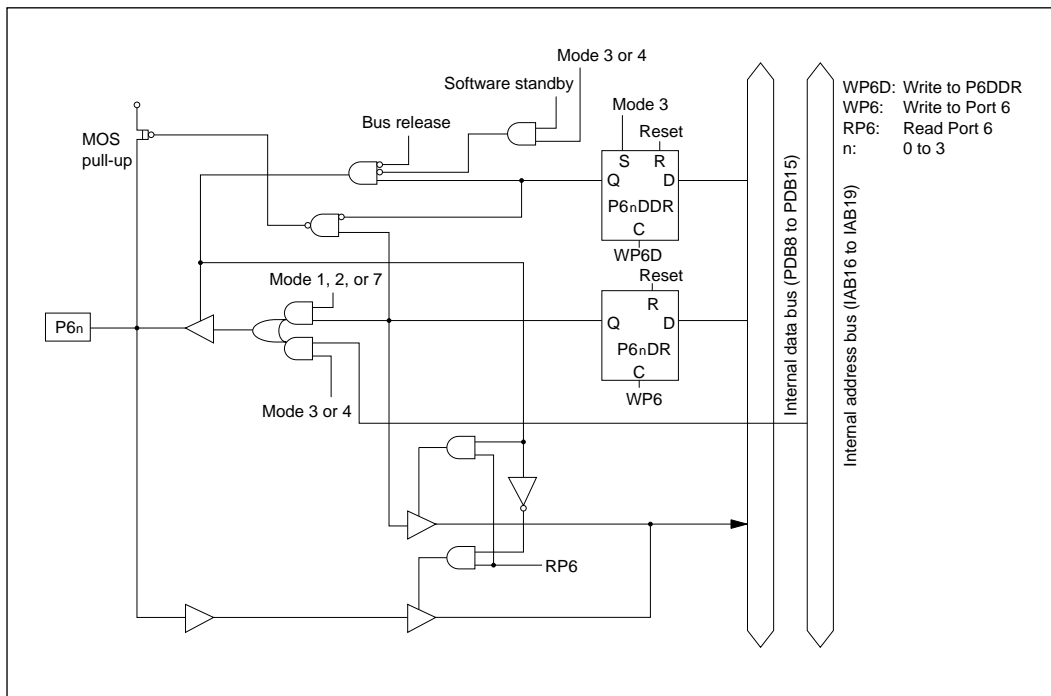 Mode 3 or 4
Software standby
Mode 3
Bus release
Reset
MOS
pull-up
S
R
Q
D
P6nDDR
C
WP6D
Reset
Mode 1, 2, or 7
R
P6n
Q
D
P6nDR
C
WP6
Mode 3 or 4
RP6
Internal data bus (PDB8 to PDB15)
Internal address bus (IAB16 to IAB19)
WP6D: Write to P6DDR
WP6: Write to Port 6
RP6: Read Port 6
n: 0 to 3